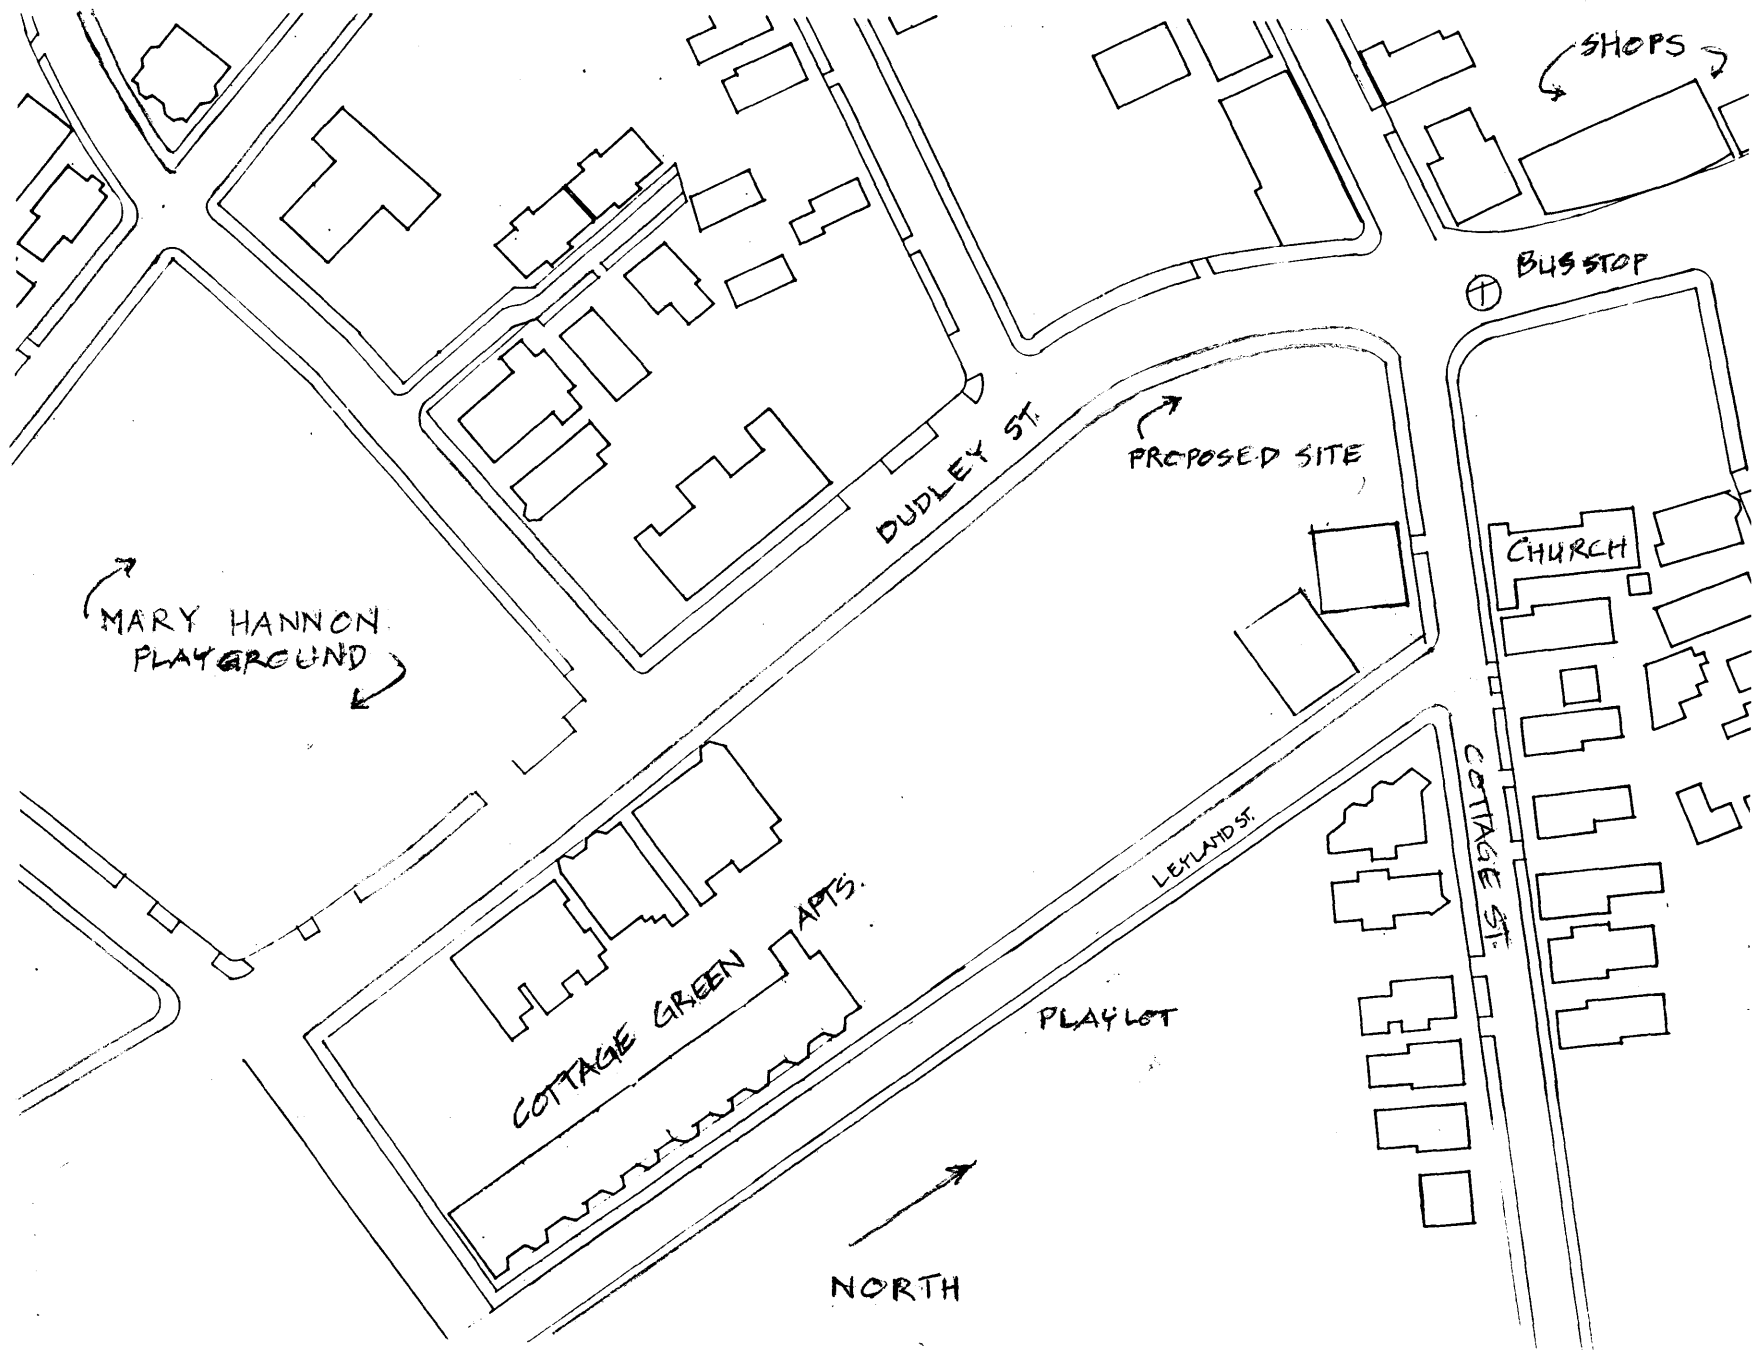 SHOPS
BUS STOP
DUDLEY ST.
PROPOSED SITE
CHURCH
MARY HANNON
PLAYGROUND
COTTAGE ST.
LEYLAND ST.
COTTAGE GREEN APTS.
PLAYLOT
NORTH